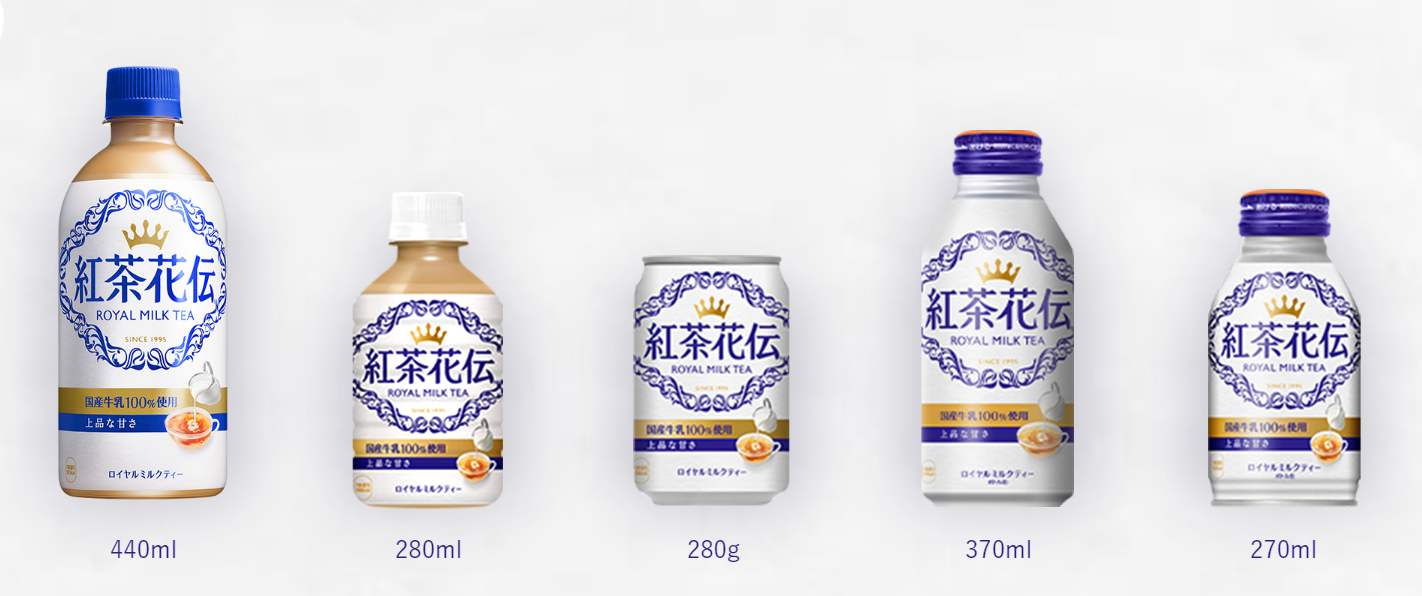 紅茶花伝
ROYAL MILK TEA
SINCE 1995
国産牛乳100%使用
上品な甘さ
ロイヤルミルクティー
440ml
紅茶花伝
ROYAL MILK TEA
SINCE 1995
国産牛乳100%使用
上品な甘さ
ロイヤルミルクティー
280ml
紅茶花伝
ROYAL MILK TEA
SINCE 1995
国産牛乳100%使用
上品な甘さ
ロイヤルミルクティー
280g
紅茶花伝
ROYAL MILK TEA
SINCE 1995
国産牛乳100%使用
上品な甘さ
ロイヤルミルクティー
370ml
紅茶花伝
ROYAL MILK TEA
SINCE 1995
国産牛乳100%使用
上品な甘さ
ロイヤルミルクティー
270ml